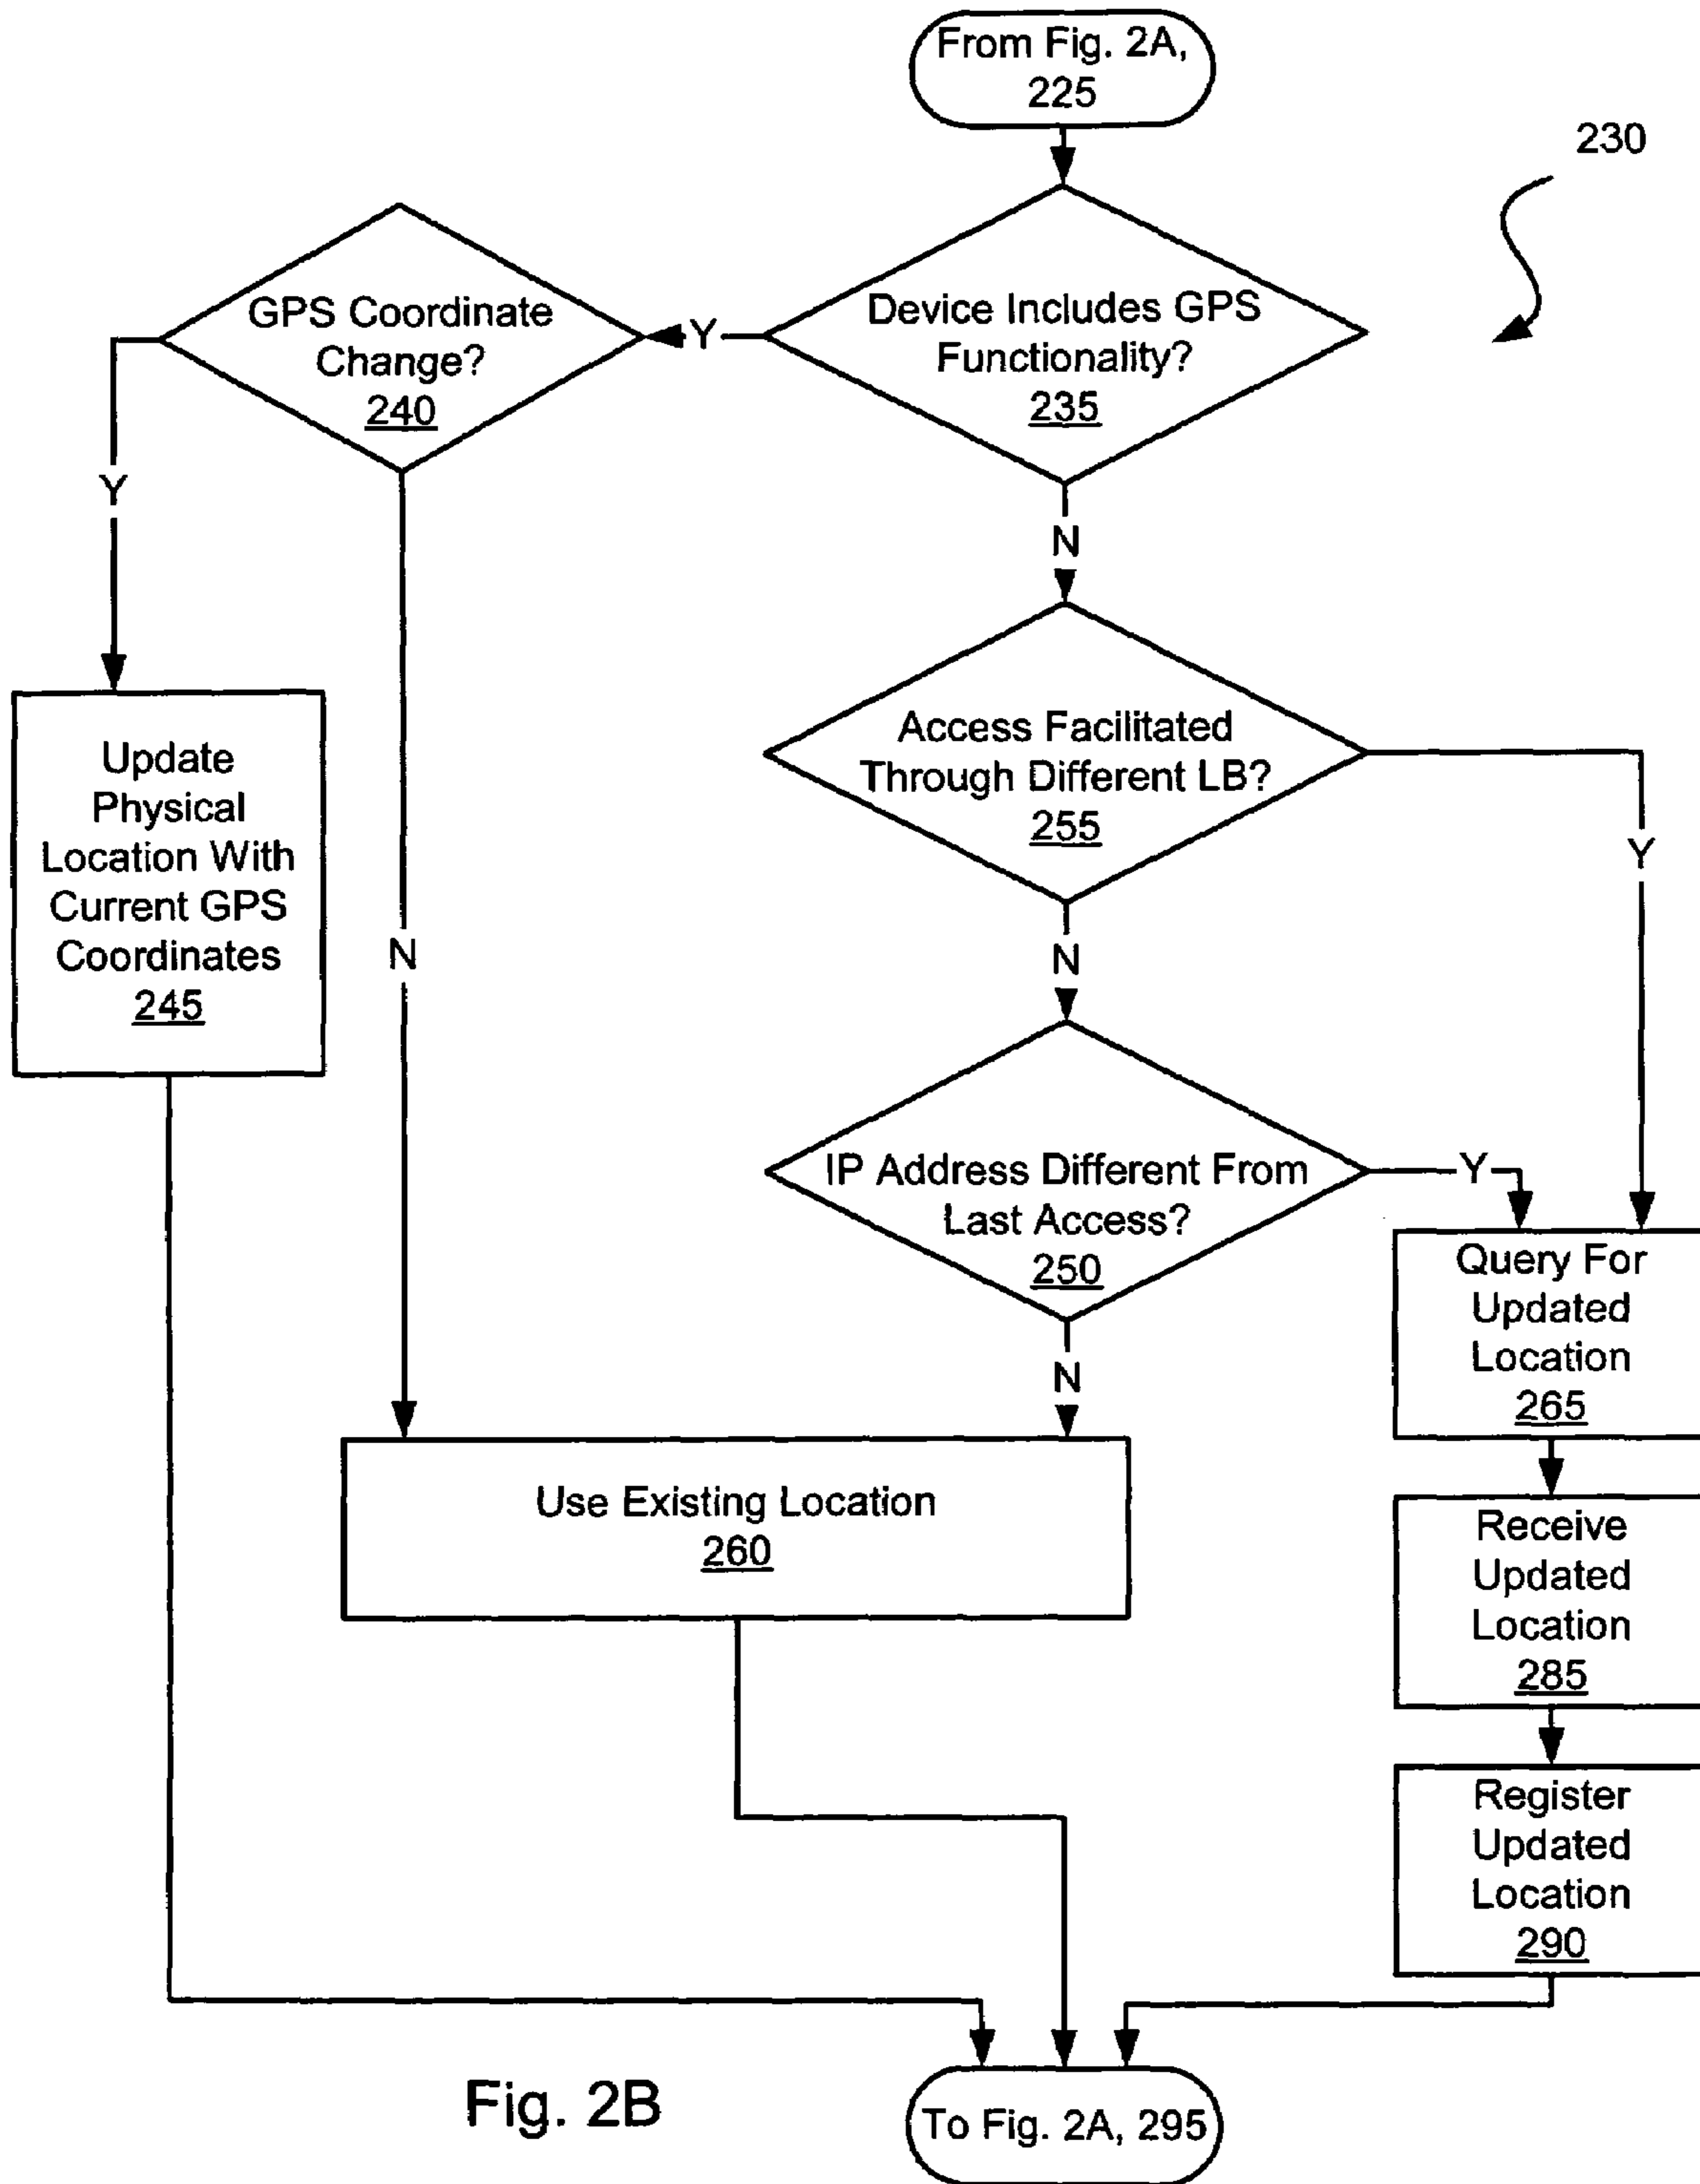 From Fig. 2A,
225
230
GPS Coordinate
Change?
240
Y
Device Includes GPS
Functionality?
235
Y
N
N
Update
Physical
Location With
Current GPS
Coordinates
245
Access Facilitated
Through Different LB?
255
Y
N
IP Address Different From
Last Access?
250
Y
N
Query For
Updated
Location
265
Use Existing Location
260
Receive
Updated
Location
285
Register
Updated
Location
290
Fig. 2B
To Fig. 2A, 295